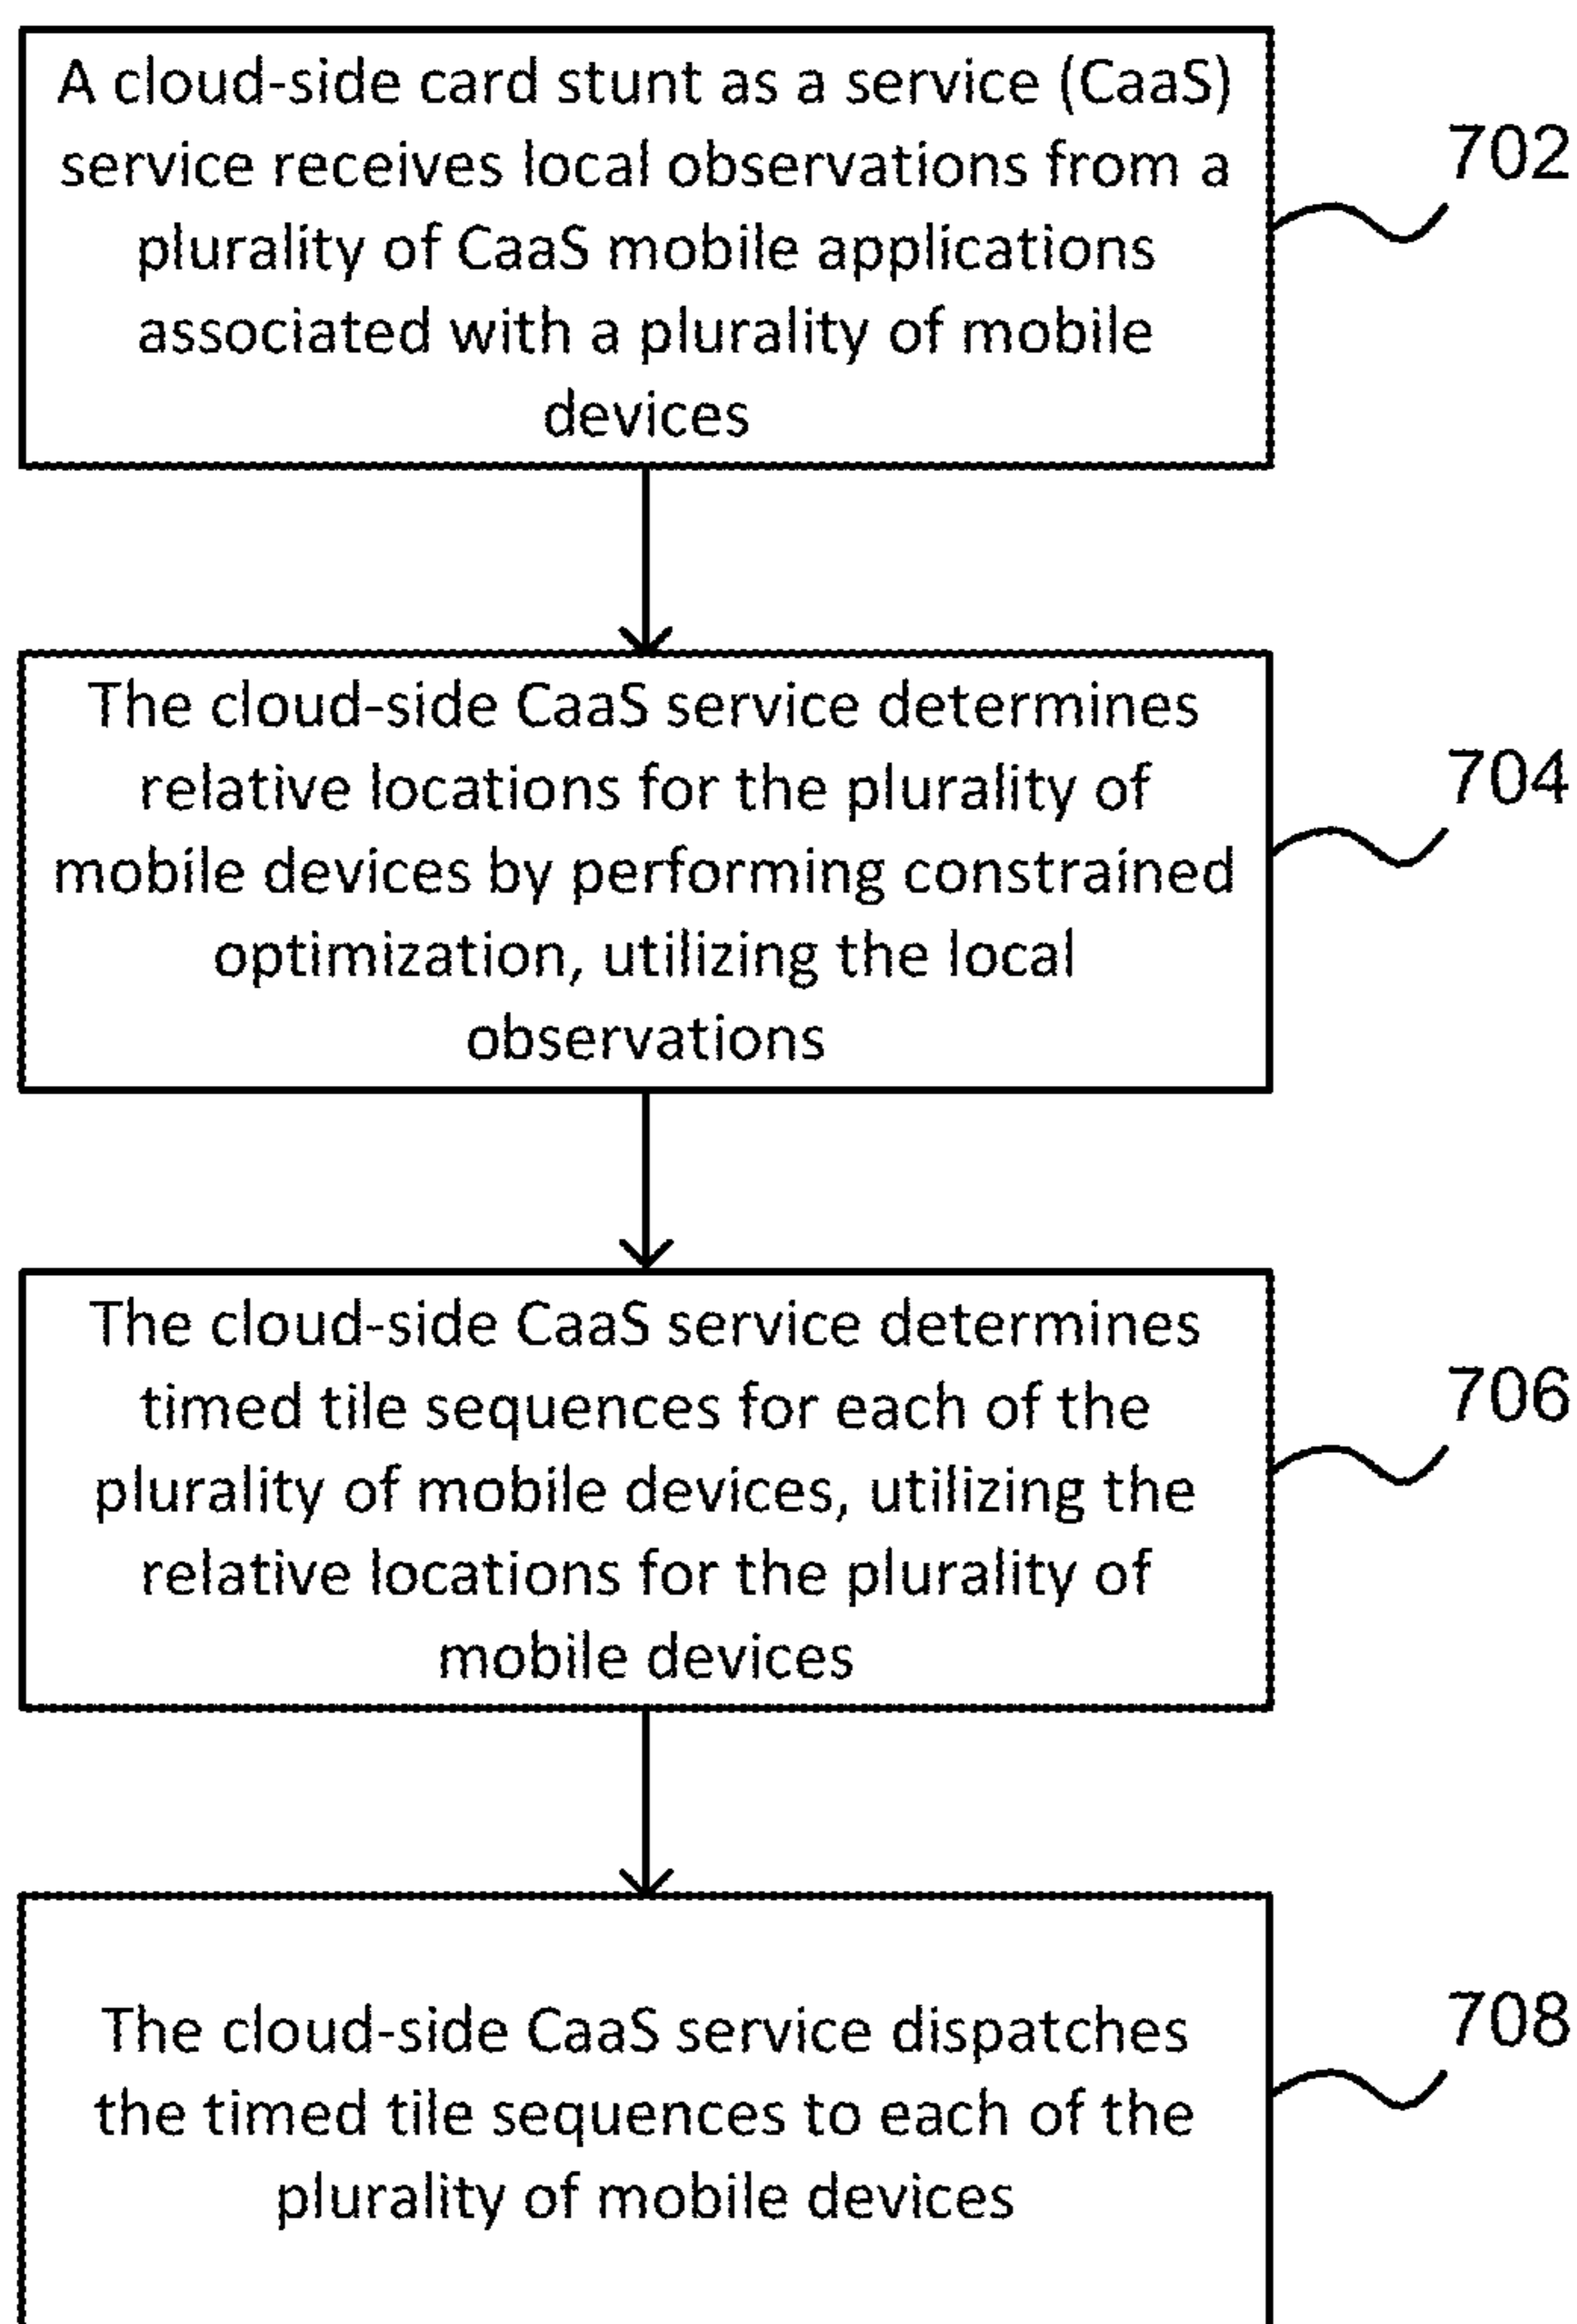 A cloud-side card stunt as a service (CaaS)
service receives local observations from a
plurality of CaaS mobile applications
associated with a plurality of mobile
devices
702
The cloud-side CaaS service determines
relative locations for the plurality of
mobile devices by performing constrained
optimization, utilizing the local
observations
704
The cloud-side CaaS service determines
timed tile sequences for each of the
plurality of mobile devices, utilizing the
relative locations for the plurality of
mobile devices
706
The cloud-side CaaS service dispatches
the timed tile sequences to each of the
plurality of mobile devices
708